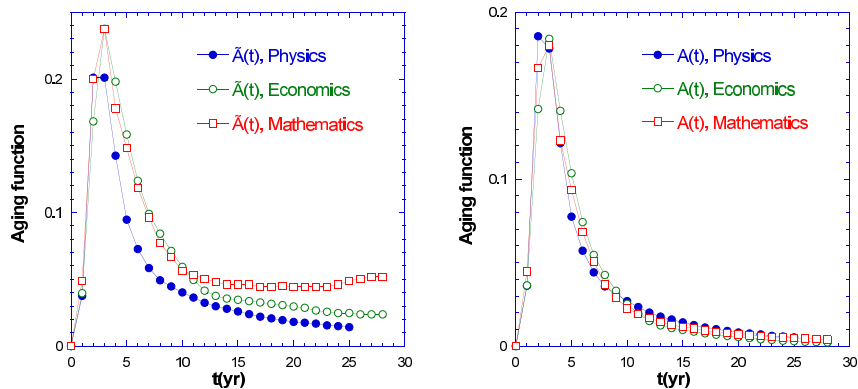 Ã(t), Physics
Ã(t), Economics
Ã(t), Mathematics
Aging function
0.2
0.1
0
0 5 10 15 20 25 30
t(yr)
A(t), Physics
A(t), Economics
A(t), Mathematics
Aging function
0.2
0.1
0
0 5 10 15 20 25 30
t(yr)